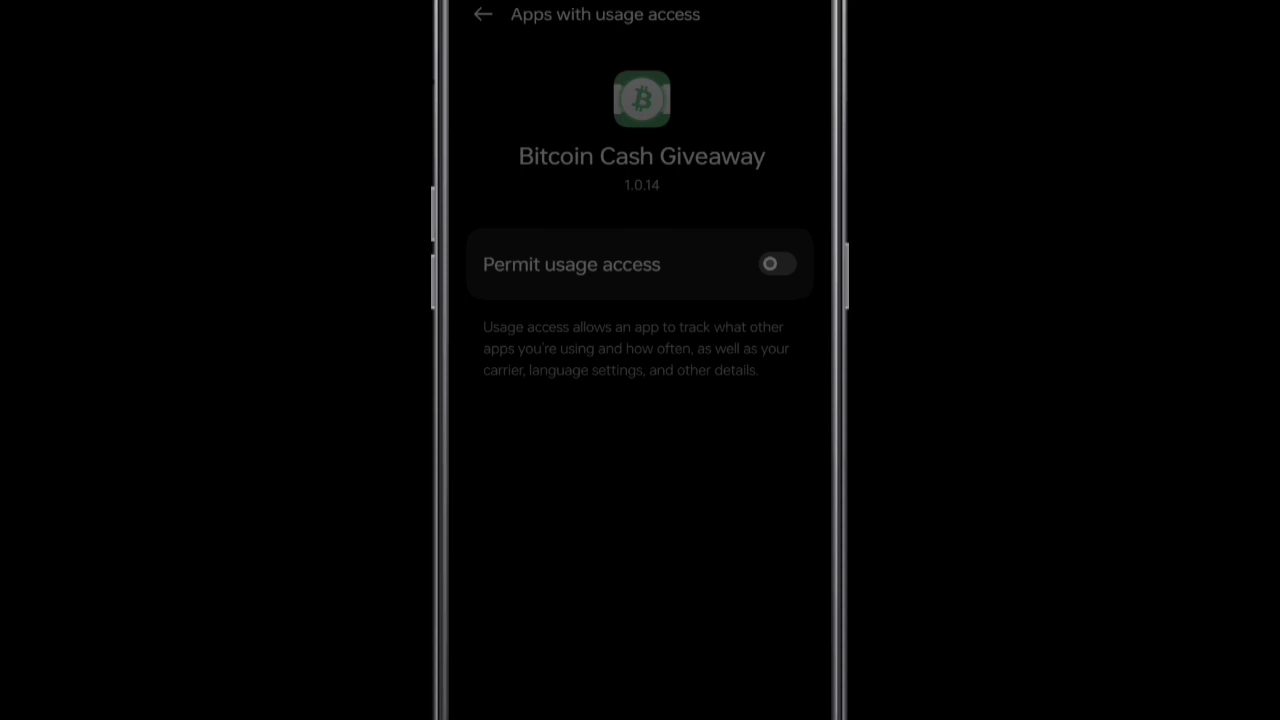 Apps with usage access
Bitcoin Cash Giveaway
1.0.14
Permit usage access
Usage access allows an app to track what other
apps you're using and how often, as well as your
carrier, language settings, and other details.